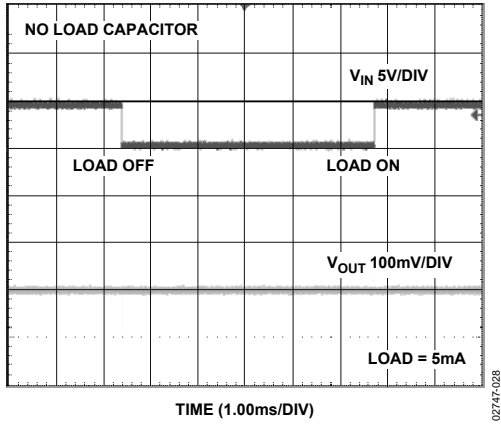 NO LOAD CAPACITOR
V_IN 5V/DIV
LOAD OFF
LOAD ON
V_OUT 100mV/DIV
LOAD = 5mA
TIME (1.00ms/DIV)
02747-028